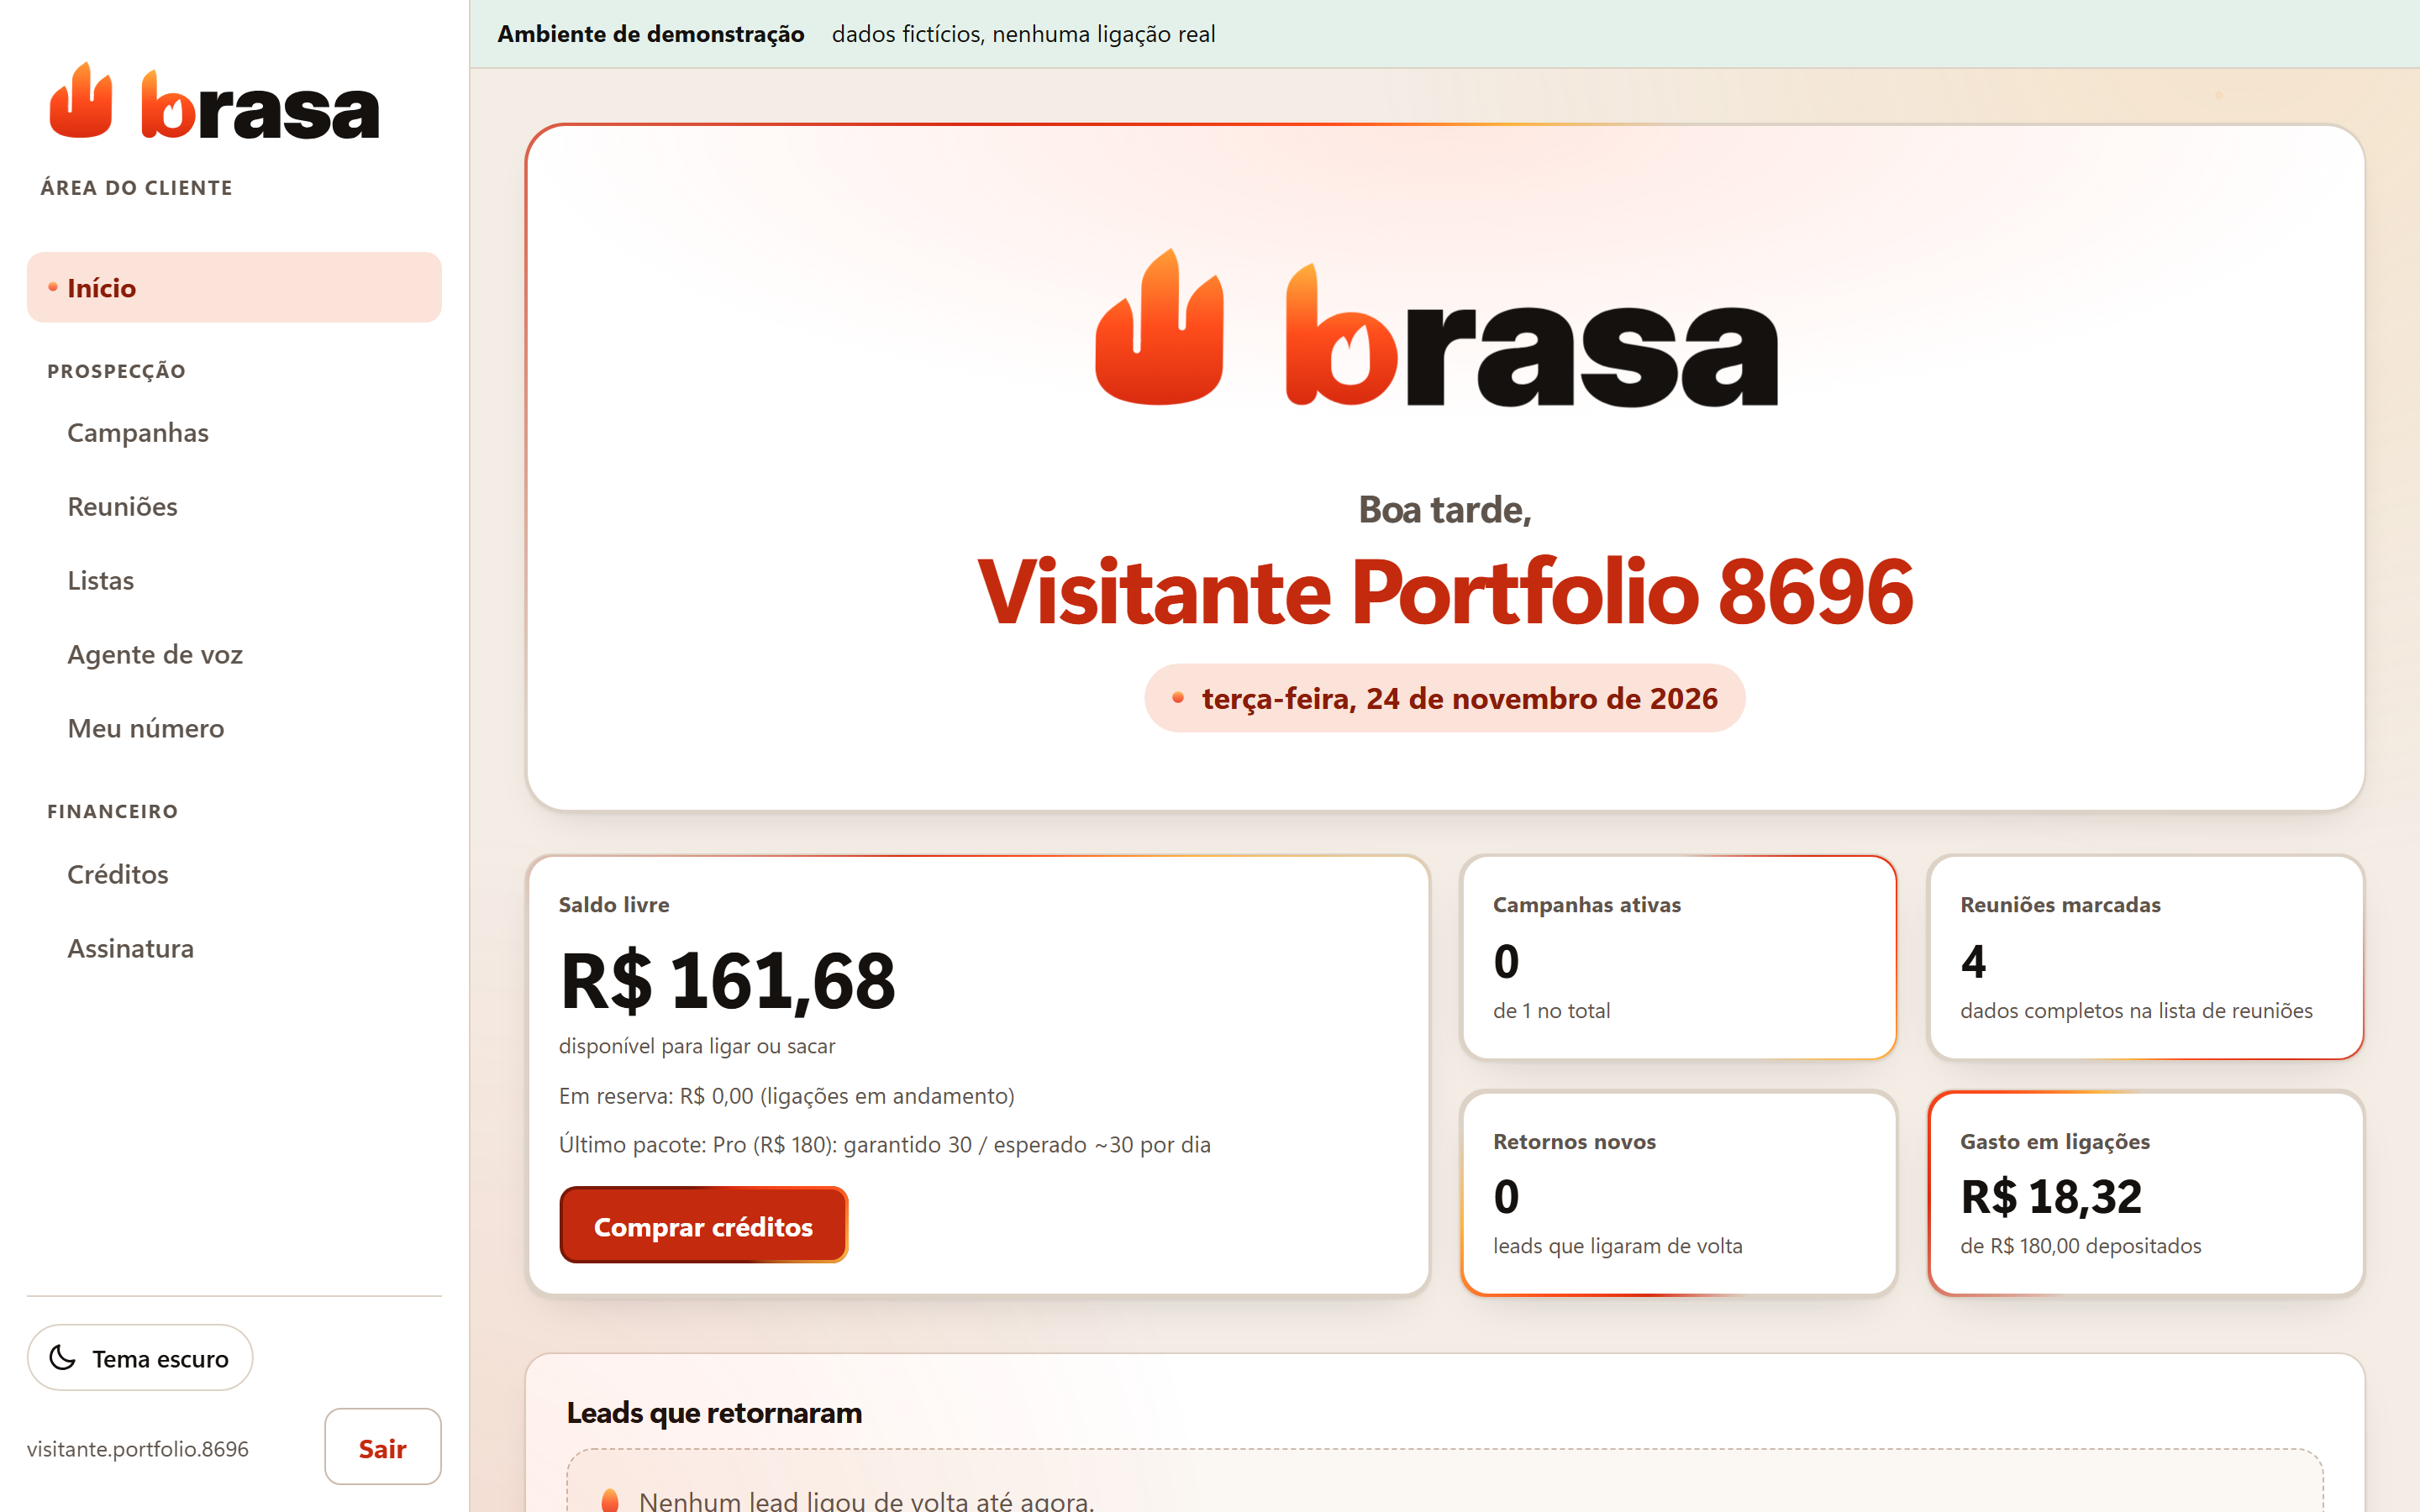 brasa
ÁREA DO CLIENTE
Início
PROSPECÇÃO
Campanhas
Reuniões
Listas
Agente de voz
Meu número
FINANCEIRO
Créditos
Assinatura
Tema escuro
visitante.portfolio.8696
Sair
Ambiente de demonstração dados fictícios, nenhuma ligação real
brasa
Boa tarde,
Visitante Portfolio 8696
terça-feira, 24 de novembro de 2026
Saldo livre
R$ 161,68
disponível para ligar ou sacar
Em reserva: R$ 0,00 (ligações em andamento)
Último pacote: Pro (R$ 180): garantido 30 / esperado ~30 por dia
Comprar créditos
Campanhas ativas
0
de 1 no total
Reuniões marcadas
4
dados completos na lista de reuniões
Retornos novos
0
leads que ligaram de volta
Gasto em ligações
R$ 18,32
de R$ 180,00 depositados
Leads que retornaram
Nenhum lead ligou de volta até agora.